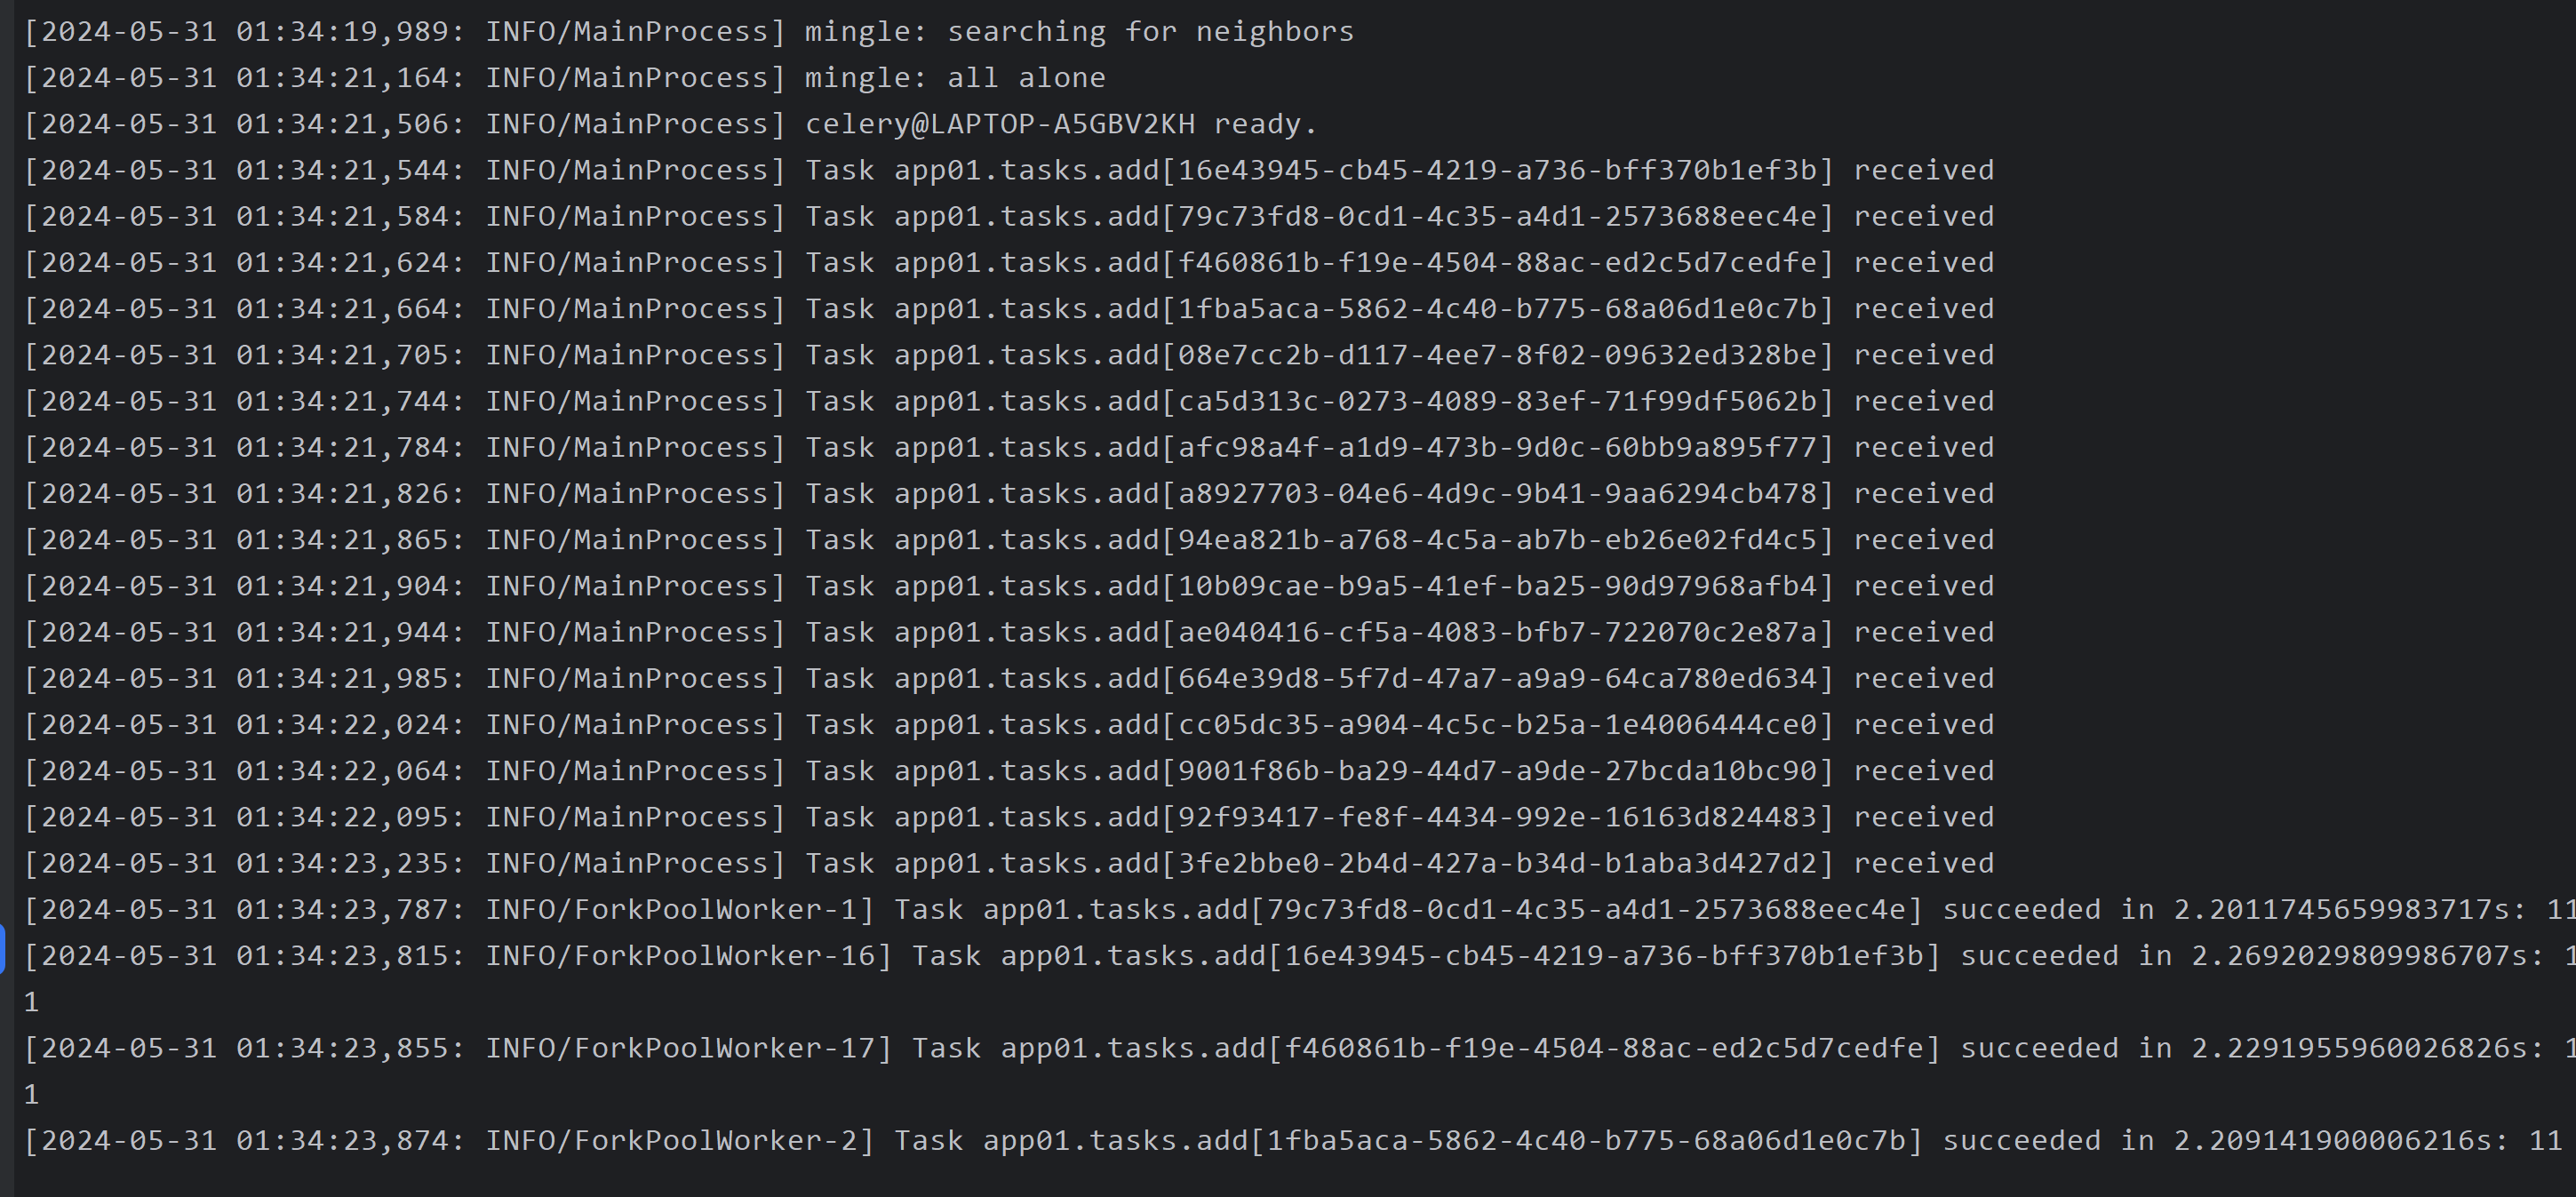 [2024-05-31 01:34:19,989: INFO/MainProcess] mingle: searching for neighbors
[2024-05-31 01:34:21,164: INFO/MainProcess] mingle: all alone
[2024-05-31 01:34:21,506: INFO/MainProcess] celery@LAPTOP-A5GBV2KH ready.
[2024-05-31 01:34:21,544: INFO/MainProcess] Task app01.tasks.add[16e43945-cb45-4219-a736-bff370b1ef3b] received
[2024-05-31 01:34:21,584: INFO/MainProcess] Task app01.tasks.add[79c73fd8-0cd1-4c35-a4d1-2573688eec4e] received
[2024-05-31 01:34:21,624: INFO/MainProcess] Task app01.tasks.add[f460861b-f19e-4504-88ac-ed2c5d7cedfe] received
[2024-05-31 01:34:21,664: INFO/MainProcess] Task app01.tasks.add[1fba5aca-5862-4c40-b775-68a06d1e0c7b] received
[2024-05-31 01:34:21,705: INFO/MainProcess] Task app01.tasks.add[08e7cc2b-d117-4ee7-8f02-09632ed328be] received
[2024-05-31 01:34:21,744: INFO/MainProcess] Task app01.tasks.add[ca5d313c-0273-4089-83ef-71f99df5062b] received
[2024-05-31 01:34:21,784: INFO/MainProcess] Task app01.tasks.add[afc98a4f-a1d9-473b-9d0c-60bb9a895f77] received
[2024-05-31 01:34:21,826: INFO/MainProcess] Task app01.tasks.add[a8927703-04e6-4d9c-9b41-9aa6294cb478] received
[2024-05-31 01:34:21,865: INFO/MainProcess] Task app01.tasks.add[94ea821b-a768-4c5a-ab7b-eb26e02fd4c5] received
[2024-05-31 01:34:21,904: INFO/MainProcess] Task app01.tasks.add[10b09cae-b9a5-41ef-ba25-90d97968afb4] received
[2024-05-31 01:34:21,944: INFO/MainProcess] Task app01.tasks.add[ae040416-cf5a-4083-bfb7-722070c2e87a] received
[2024-05-31 01:34:21,985: INFO/MainProcess] Task app01.tasks.add[664e39d8-5f7d-47a7-a9a9-64ca780ed634] received
[2024-05-31 01:34:22,024: INFO/MainProcess] Task app01.tasks.add[cc05dc35-a904-4c5c-b25a-1e4006444ce0] received
[2024-05-31 01:34:22,064: INFO/MainProcess] Task app01.tasks.add[9001f86b-ba29-44d7-a9de-27bcda10bc90] received
[2024-05-31 01:34:22,095: INFO/MainProcess] Task app01.tasks.add[92f93417-fe8f-4434-992e-16163d824483] received
[2024-05-31 01:34:23,235: INFO/MainProcess] Task app01.tasks.add[3fe2bbe0-2b4d-427a-b34d-b1aba3d427d2] received
[2024-05-31 01:34:23,787: INFO/ForkPoolWorker-1] Task app01.tasks.add[79c73fd8-0cd1-4c35-a4d1-2573688eec4e] succeeded in 2.2011745659983717s: 11
[2024-05-31 01:34:23,815: INFO/ForkPoolWorker-16] Task app01.tasks.add[16e43945-cb45-4219-a736-bff370b1ef3b] succeeded in 2.2692029809986707s: 1
1
[2024-05-31 01:34:23,855: INFO/ForkPoolWorker-17] Task app01.tasks.add[f460861b-f19e-4504-88ac-ed2c5d7cedfe] succeeded in 2.2291955960026826s: 1
1
[2024-05-31 01:34:23,874: INFO/ForkPoolWorker-2] Task app01.tasks.add[1fba5aca-5862-4c40-b775-68a06d1e0c7b] succeeded in 2.209141900006216s: 11